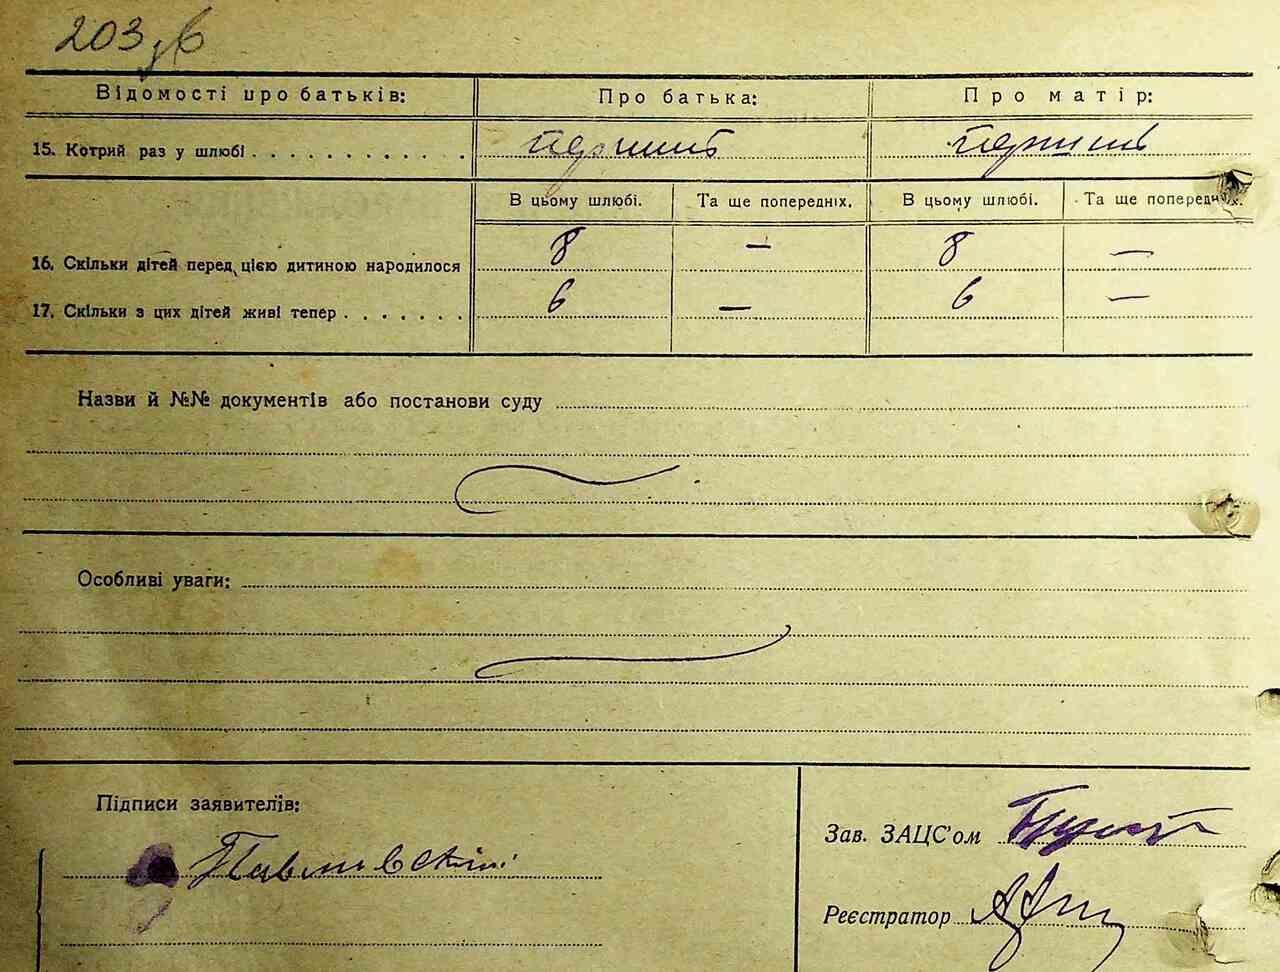 203 зв
Відомості про батьків: Про батька: Про матір:
15. Котрий раз у шлюбі перший перший
В цьому шлюбі. Та ще попередніх. В цьому шлюбі. Та ще попередніх.
16. Скільки дітей перед цією дитиною народилося 8 — 8 —
17. Скільки з цих дітей живі тепер 6 — 6 —
Назви й №№ документів або постанови суду
Особливі уваги:
Підписи заявителів:
Зав. ЗАЦС'ом
Реєстратор